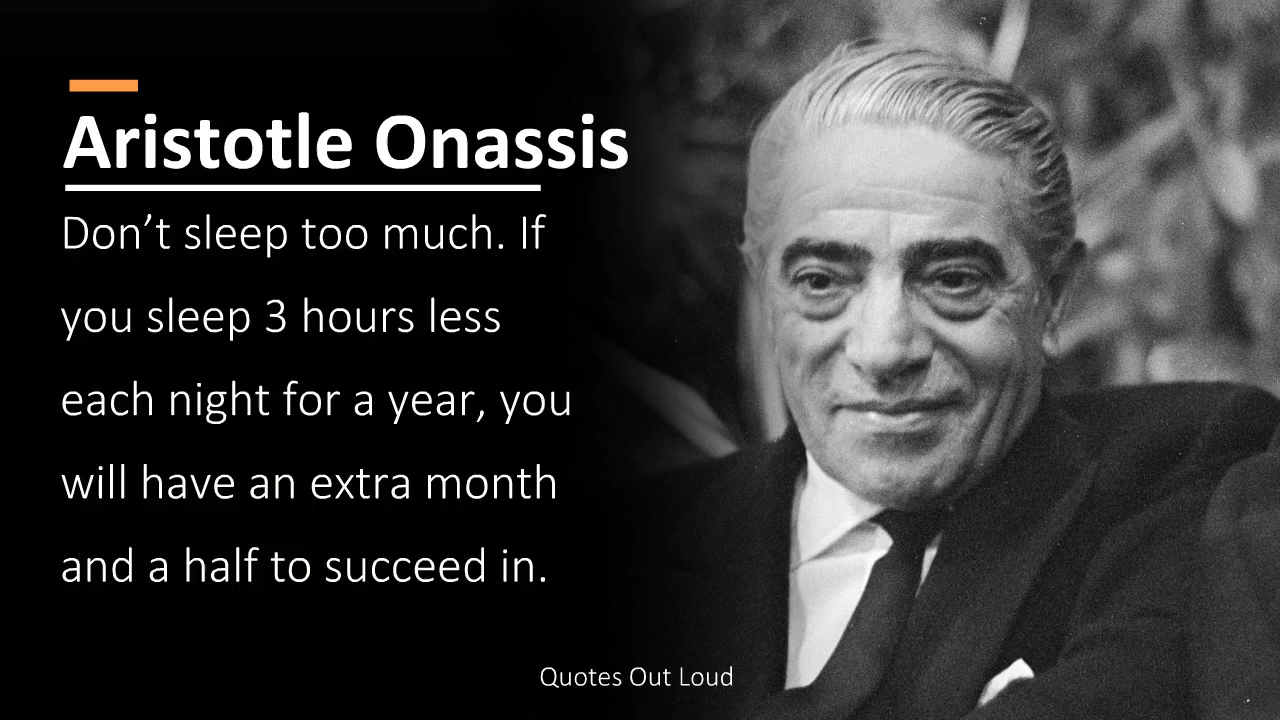 Aristotle Onassis
Don’t sleep too much. If
you sleep 3 hours less
each night for a year, you
will have an extra month
and a half to succeed in.
Quotes Out Loud